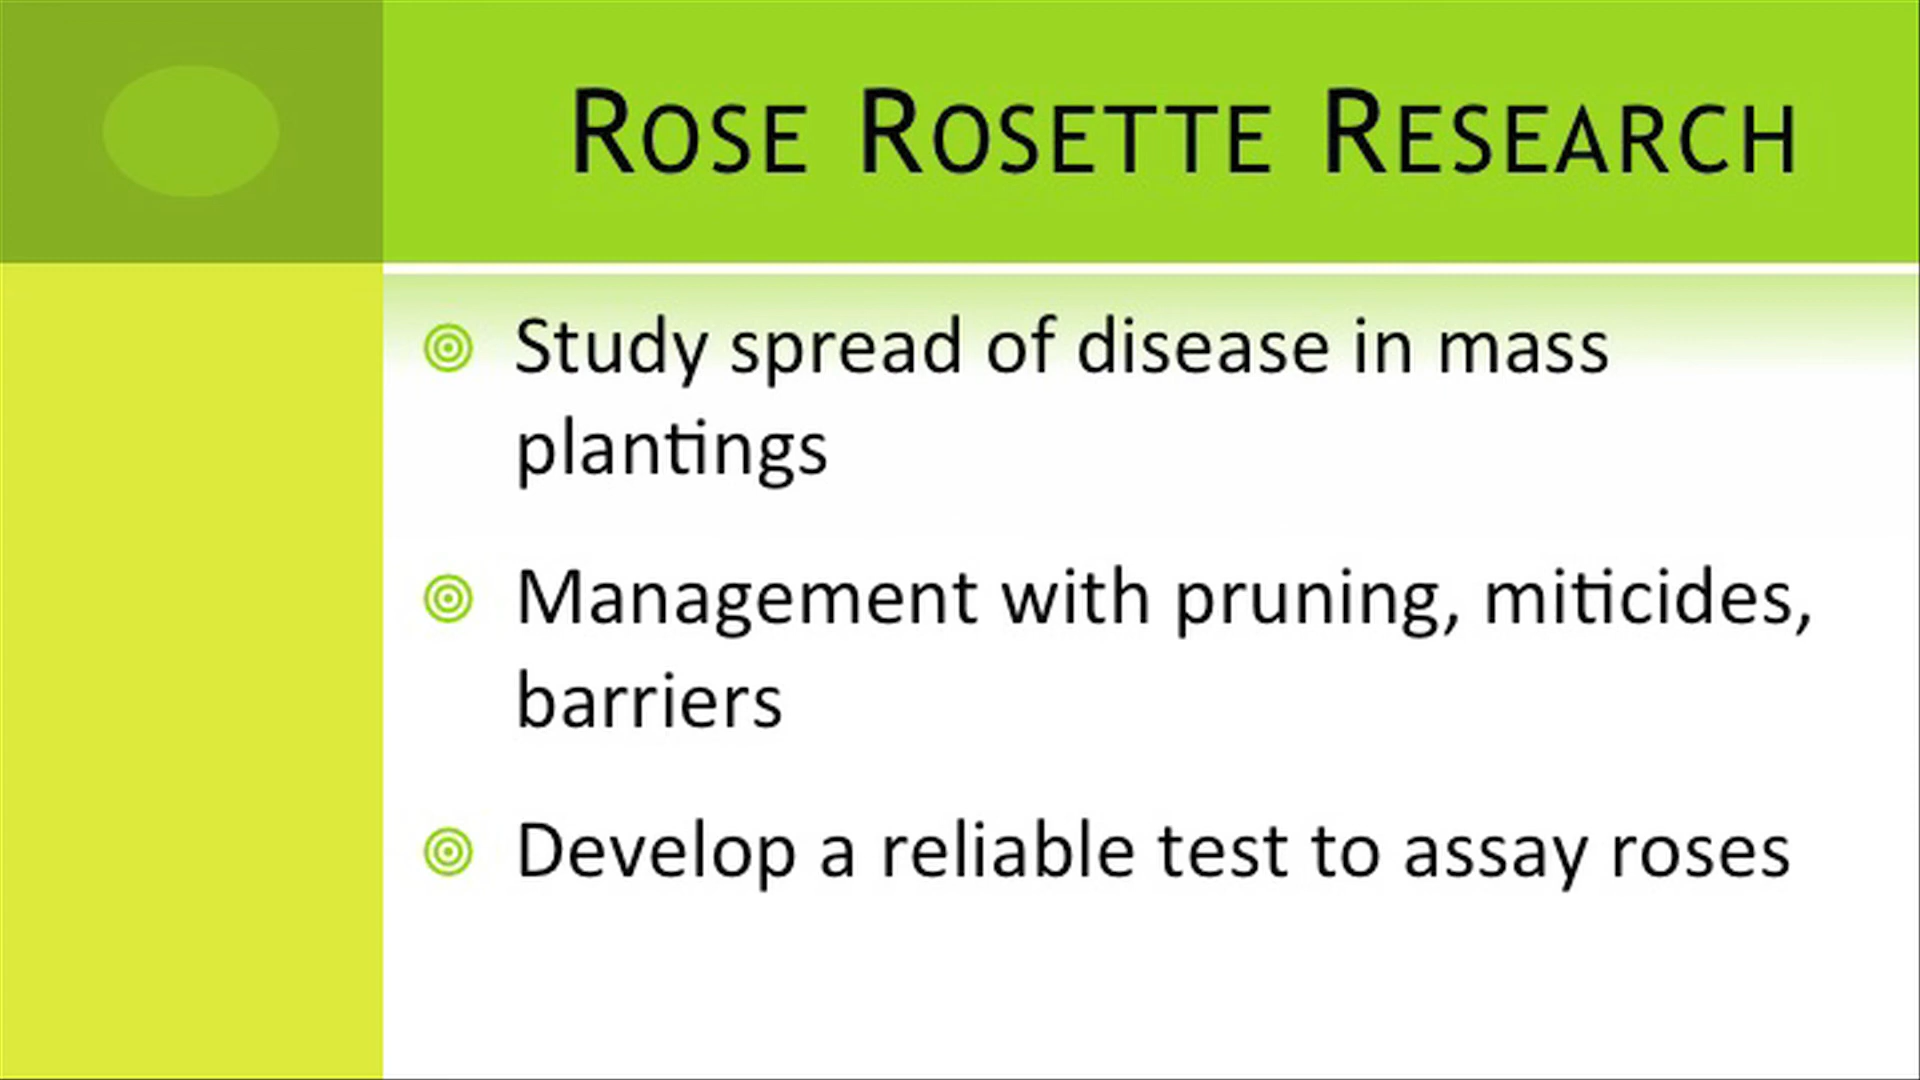 Rose Rosette Research
Study spread of disease in mass
plantings
Management with pruning, miticides,
barriers
Develop a reliable test to assay roses